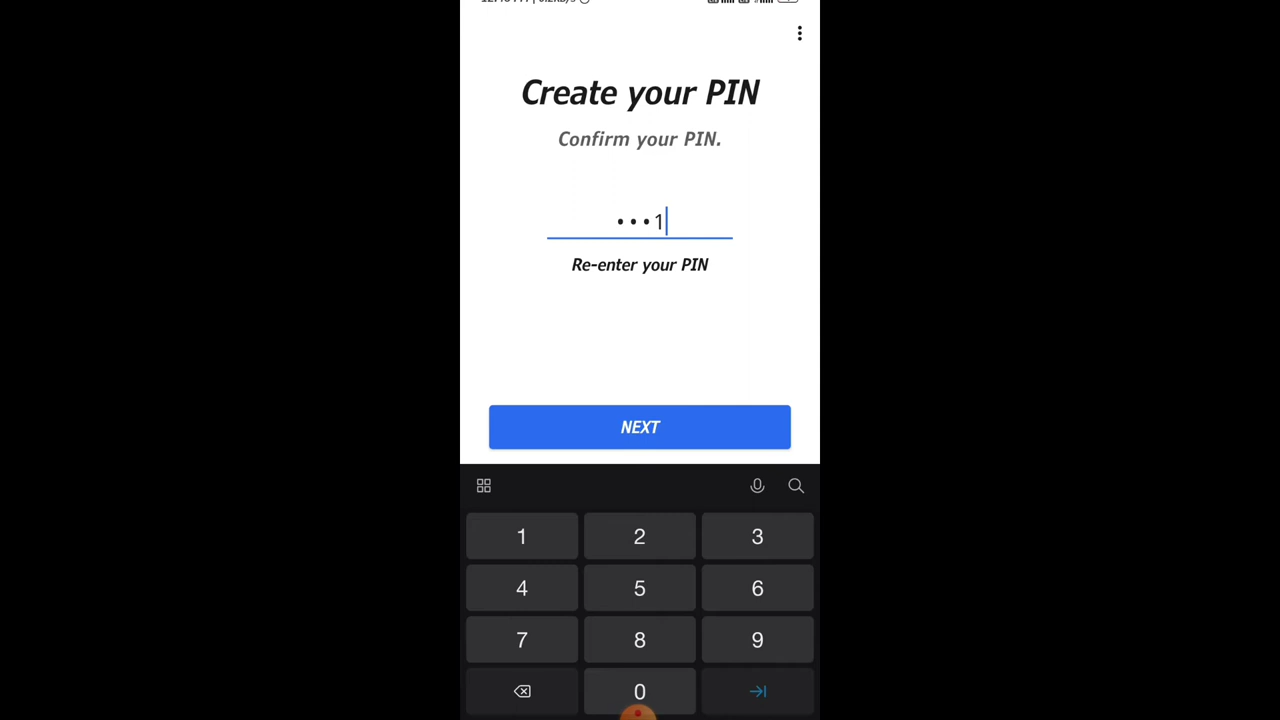 Create your PIN
Confirm your PIN.
•••1
Re-enter your PIN
NEXT
1 2 3
4 5 6
7 8 9
0